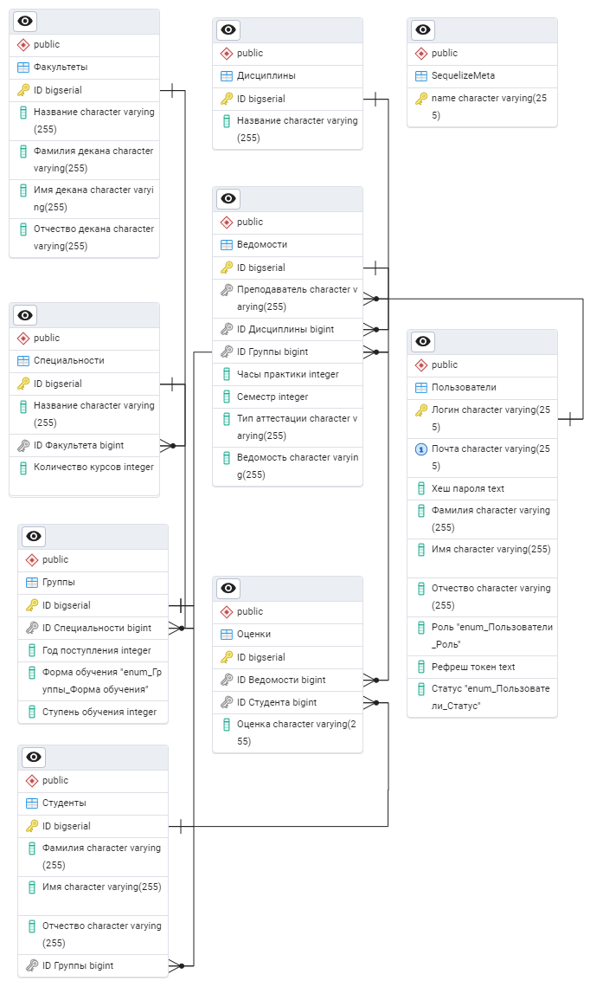 public
Факультеты
ID bigserial
Название character varying
(255)
Фамилия декана character
varying(255)
Имя декана character varyi
ng(255)
Отчество декана character
varying(255)
public
Специальности
ID bigserial
Название character varying
(255)
ID Факультета bigint
Количество курсов integer
public
Группы
ID bigserial
ID Специальности bigint
Год поступления integer
Форма обучения "enum_Гр
уппы_Форма обучения"
Ступень обучения integer
public
Студенты
ID bigserial
Фамилия character varying
(255)
Имя character varying(255)
Отчество character varying
(255)
ID Группы bigint
public
Дисциплины
ID bigserial
Название character varying
(255)
public
Ведомости
ID bigserial
Преподаватель character v
arying(255)
ID Дисциплины bigint
ID Группы bigint
Часы практики integer
Семестр integer
Тип аттестации character v
arying(255)
Ведомость character varyin
g(255)
public
Оценки
ID bigserial
ID Ведомости bigint
ID Студента bigint
Оценка character varying(2
55)
public
SequelizeMeta
name character varying(25
5)
public
Пользователи
Логин character varying(25
5)
1
Почта character varying(25
5)
Хеш пароля text
Фамилия character varying
(255)
Имя character varying(255)
Отчество character varying
(255)
Роль "enum_Пользователи
_Роль"
Рефреш токен text
Статус "enum_Пользовате
ли_Статус"